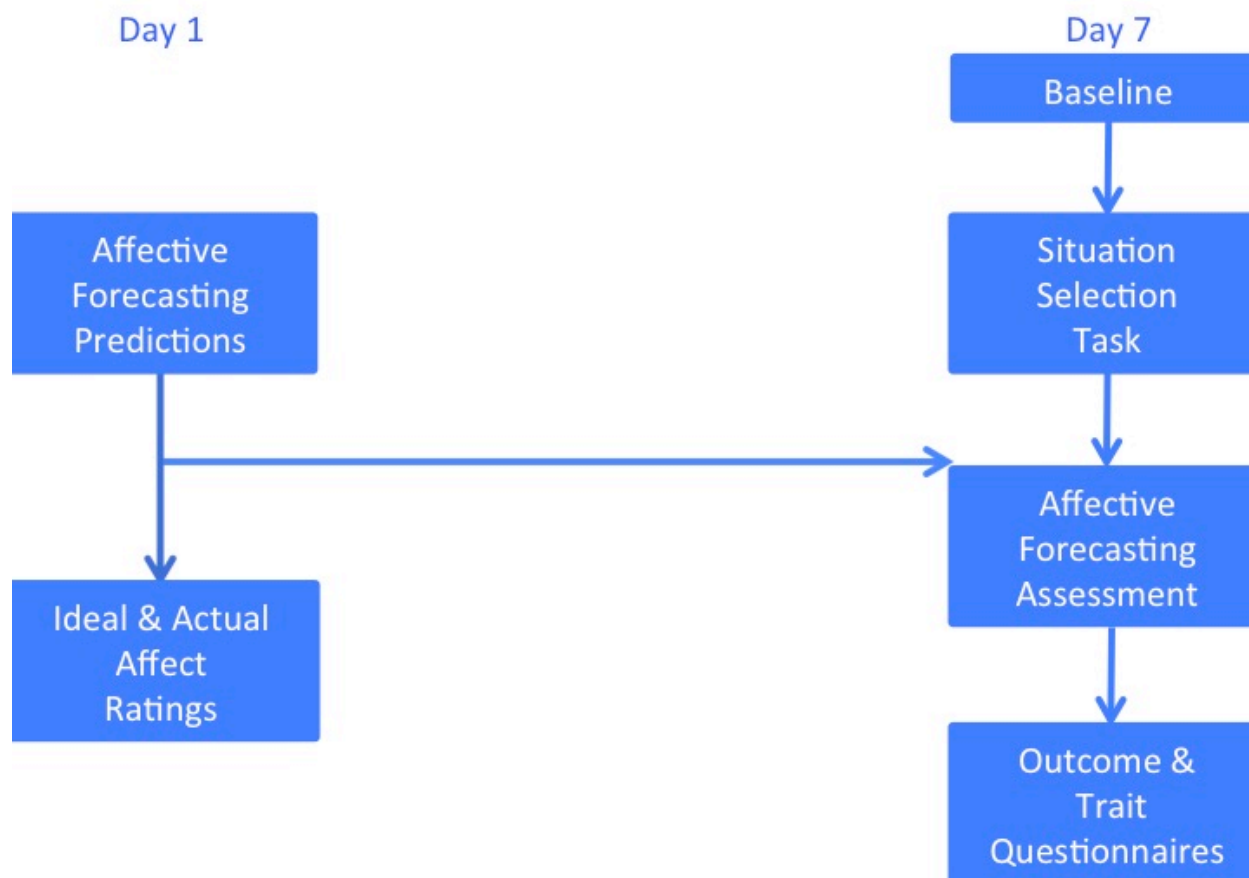 Day 1
Affective
Forecasting
Predictions
Ideal & Actual
Affect
Ratings
Day 7
Baseline
Situation
Selection
Task
Affective
Forecasting
Assessment
Outcome &
Trait
Questionnaires